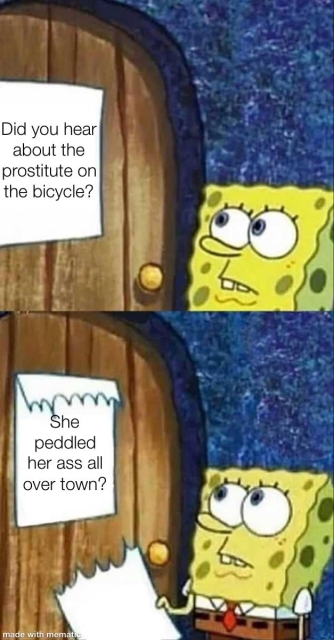 Did you hear
about the
prostitute on
the bicycle?
She
peddled
her ass all
over town?
made with mematic